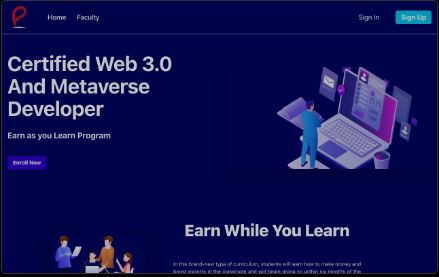 Home Faculty Sign In Sign Up
Certified Web 3.0
And Metaverse
Developer
Earn as you Learn Program
Enroll Now
Earn While You Learn
In this brand-new type of curriculum, students will learn how to make money and
boost exports in the classroom and will begin doing so within six months of the